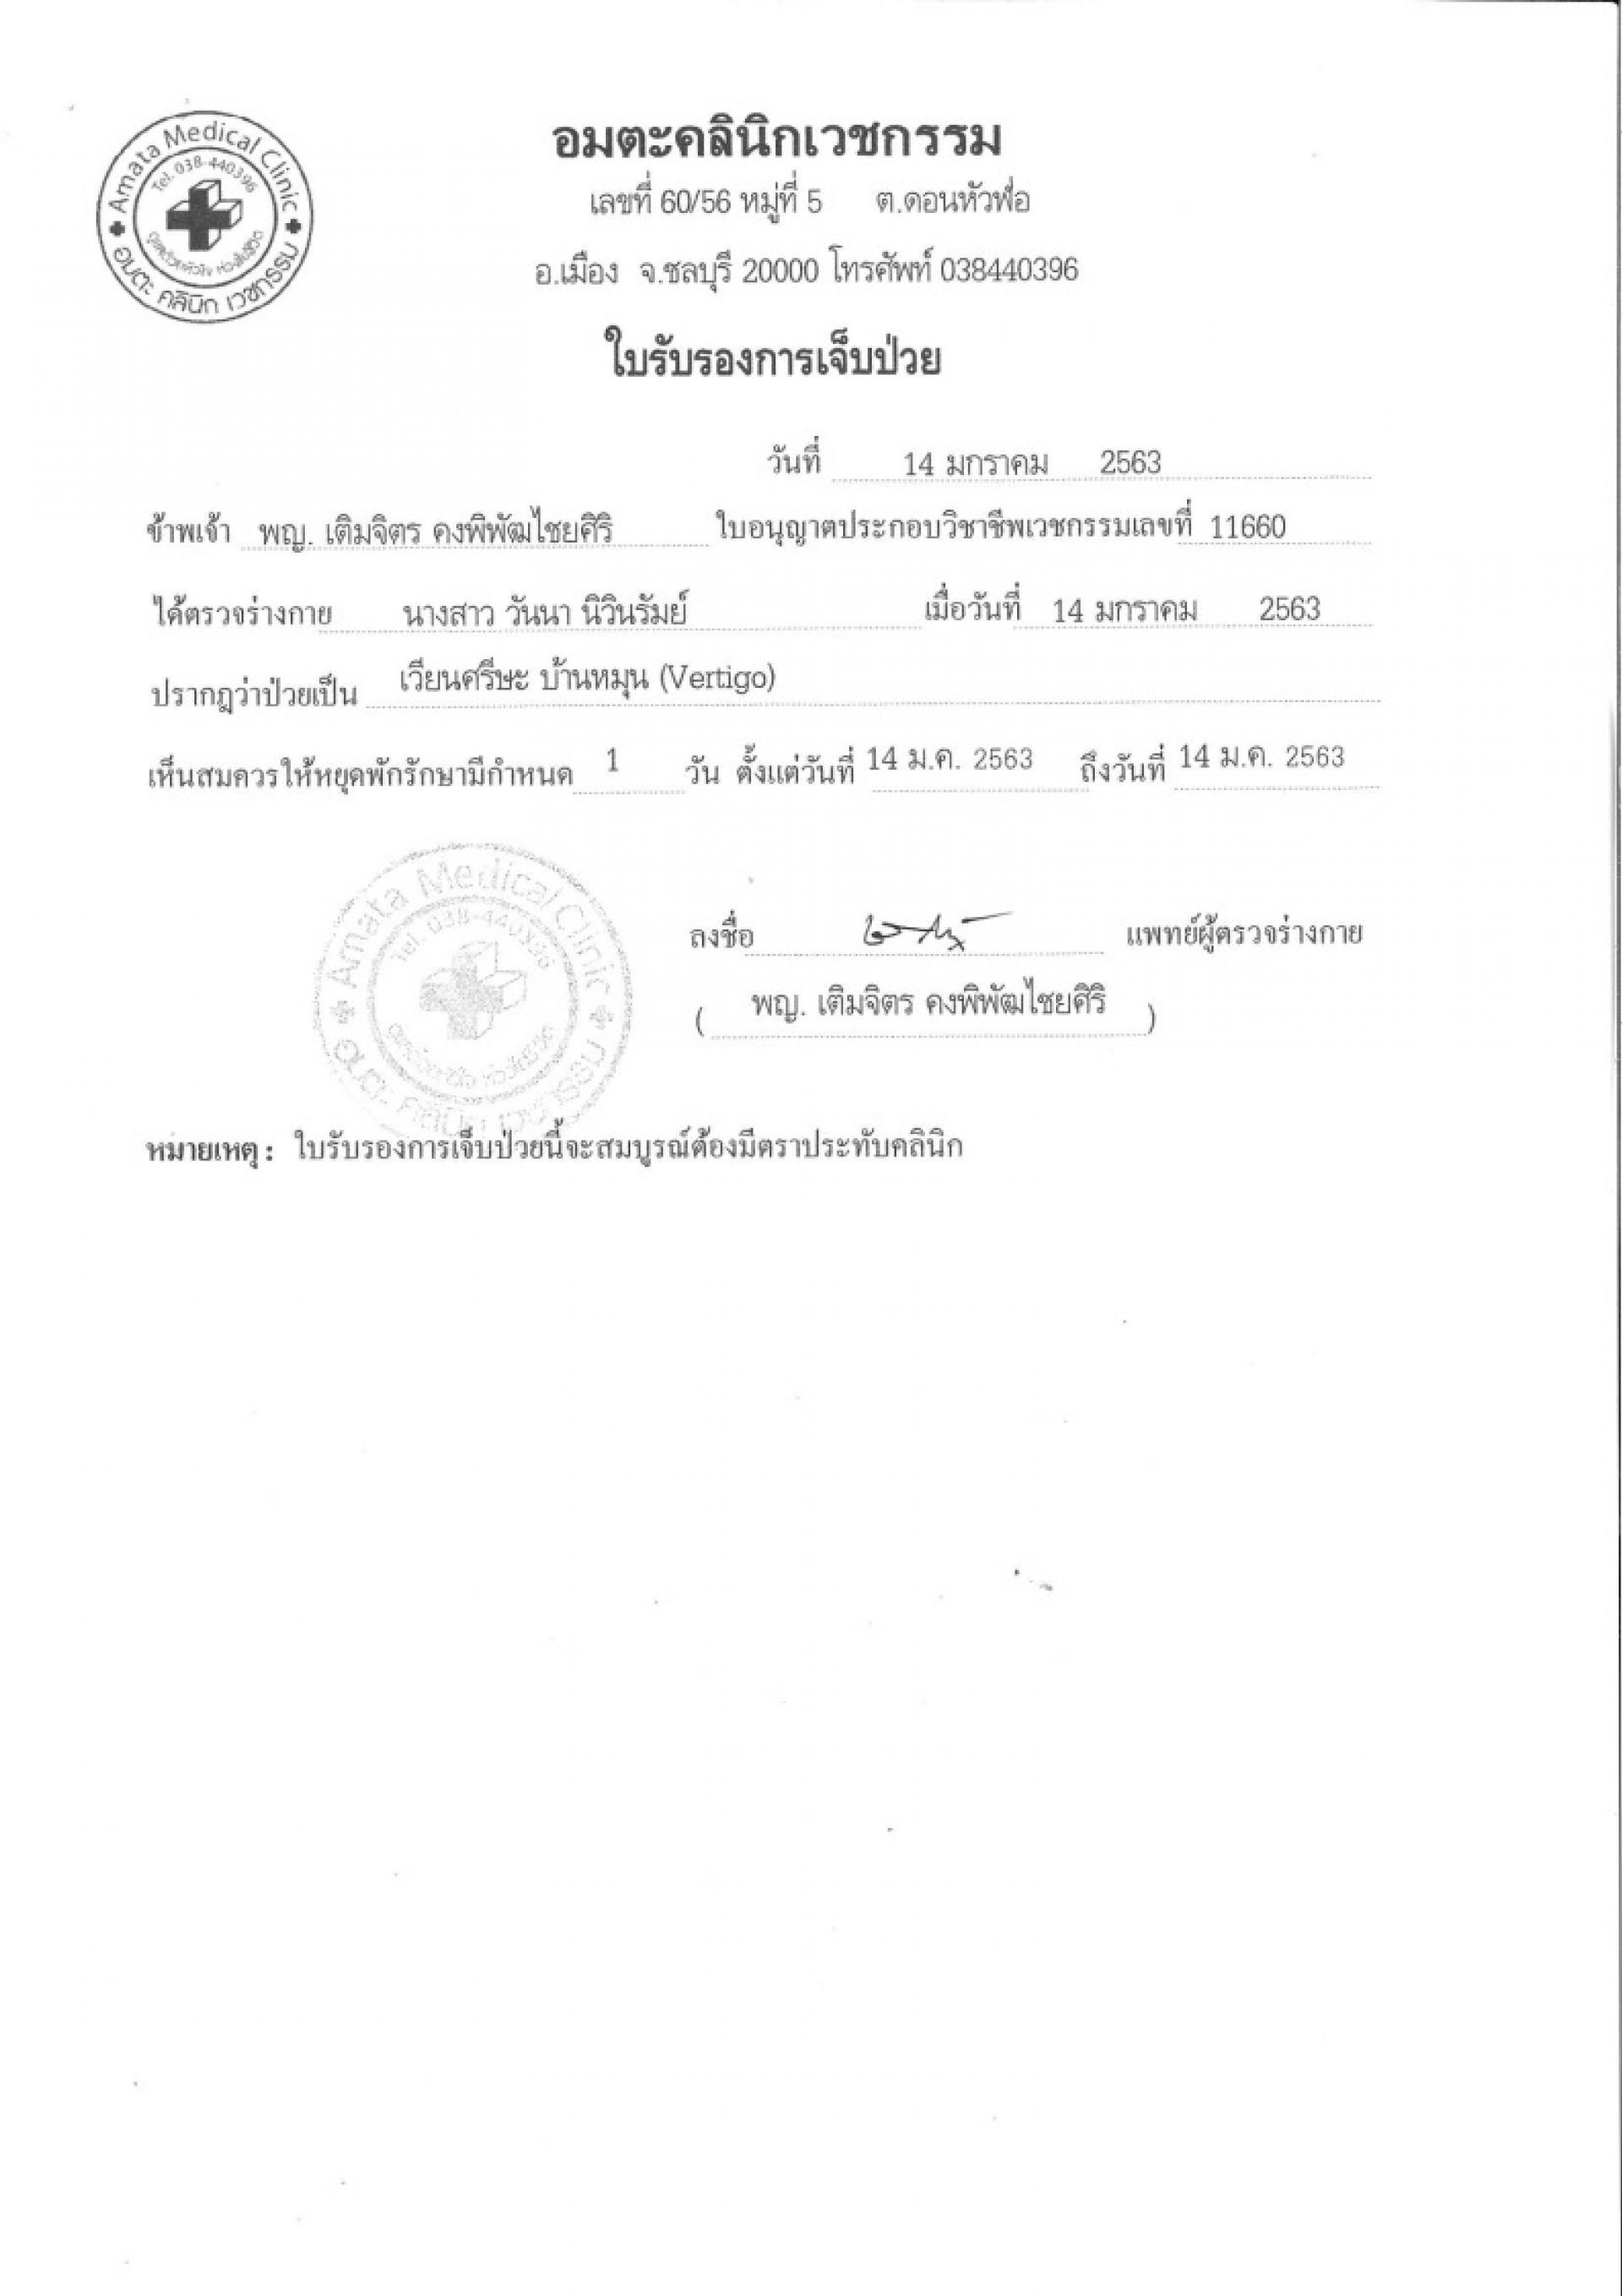 Amata Medical Clinic
Tel. 038-440396
อมตะ คลินิก เวชกรรม
อมตะคลินิกเวชกรรม
เลขที่ 60/56 หมู่ที่ 5 ต.ดอนหัวฬ่อ
อ.เมือง จ.ชลบุรี 20000 โทรศัพท์ 038440396
ใบรับรองการเจ็บป่วย
วันที่ 14 มกราคม 2563
ข้าพเจ้า พญ. เติมจิตร คงพิพัฒไชยศิริ ใบอนุญาตประกอบวิชาชีพเวชกรรมเลขที่ 11660
ได้ตรวจร่างกาย นางสาว วันนา นิวินรัมย์ เมื่อวันที่ 14 มกราคม 2563
ปรากฎว่าป่วยเป็น เวียนศรีษะ บ้านหมุน (Vertigo)
เห็นสมควรให้หยุดพักรักษามีกำหนด 1 วัน ตั้งแต่วันที่ 14 ม.ค. 2563 ถึงวันที่ 14 ม.ค. 2563
Amata Medical Clinic
Tel. 038-440396
อมตะ คลินิก เวชกรรม
ลงชื่อ แพทย์ผู้ตรวจร่างกาย
( พญ. เติมจิตร คงพิพัฒไชยศิริ )
หมายเหตุ : ใบรับรองการเจ็บป่วยนี้จะสมบูรณ์ต้องมีตราประทับคลินิก